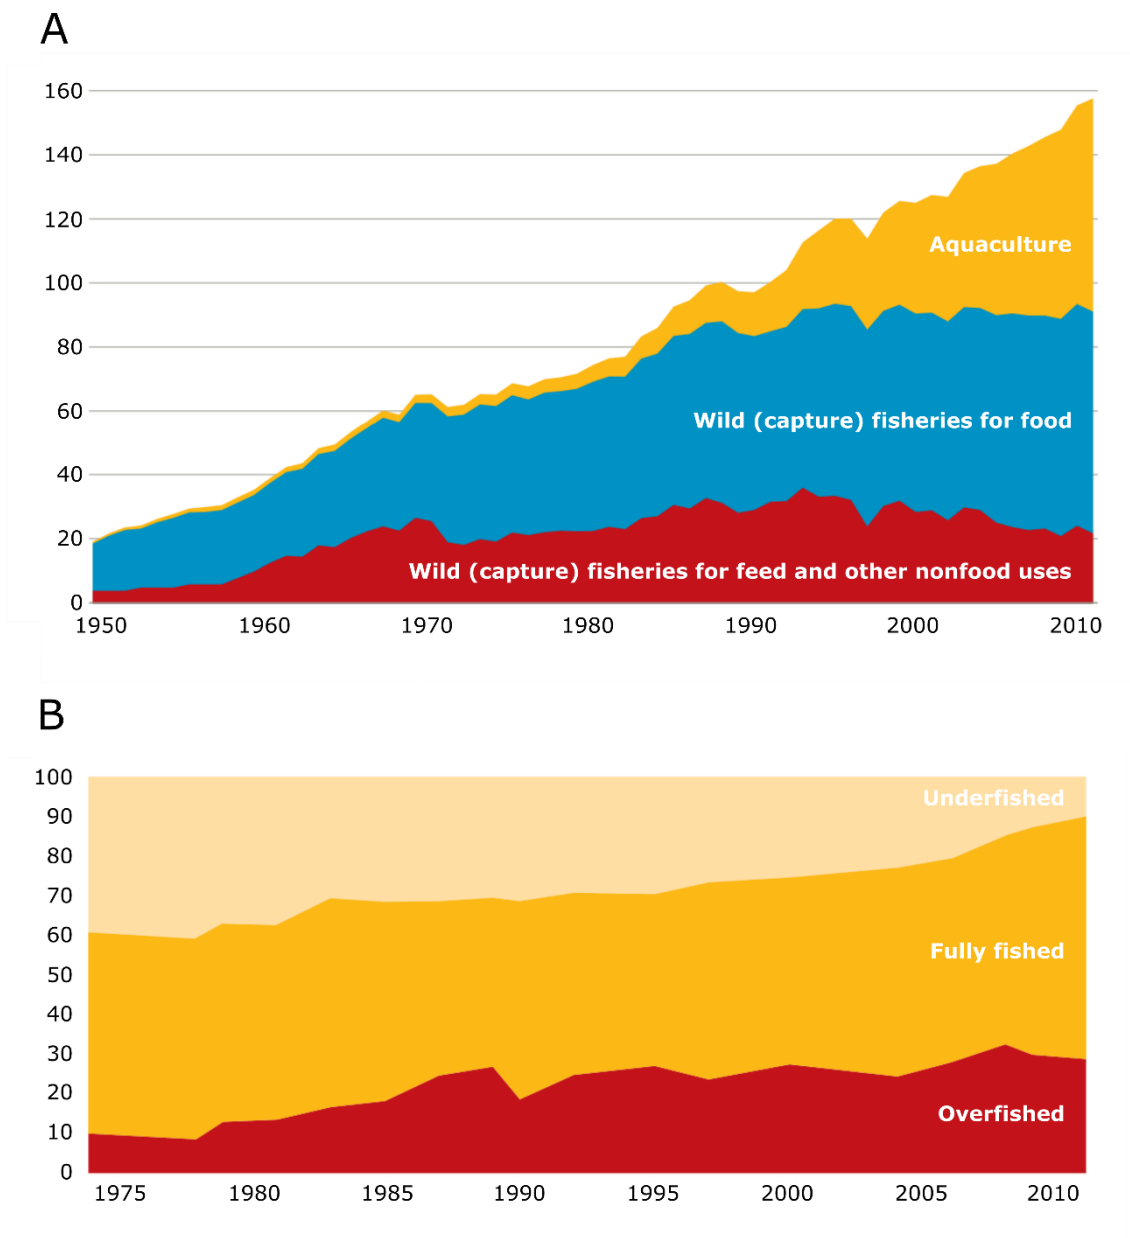 A
160
140
120
100
80
60
40
20
0
Aquaculture
Wild (capture) fisheries for food
Wild (capture) fisheries for feed and other nonfood uses
1950 1960 1970 1980 1990 2000 2010
B
100
90
80
70
60
50
40
30
20
10
0
Underfished
Fully fished
Overfished
1975 1980 1985 1990 1995 2000 2005 2010